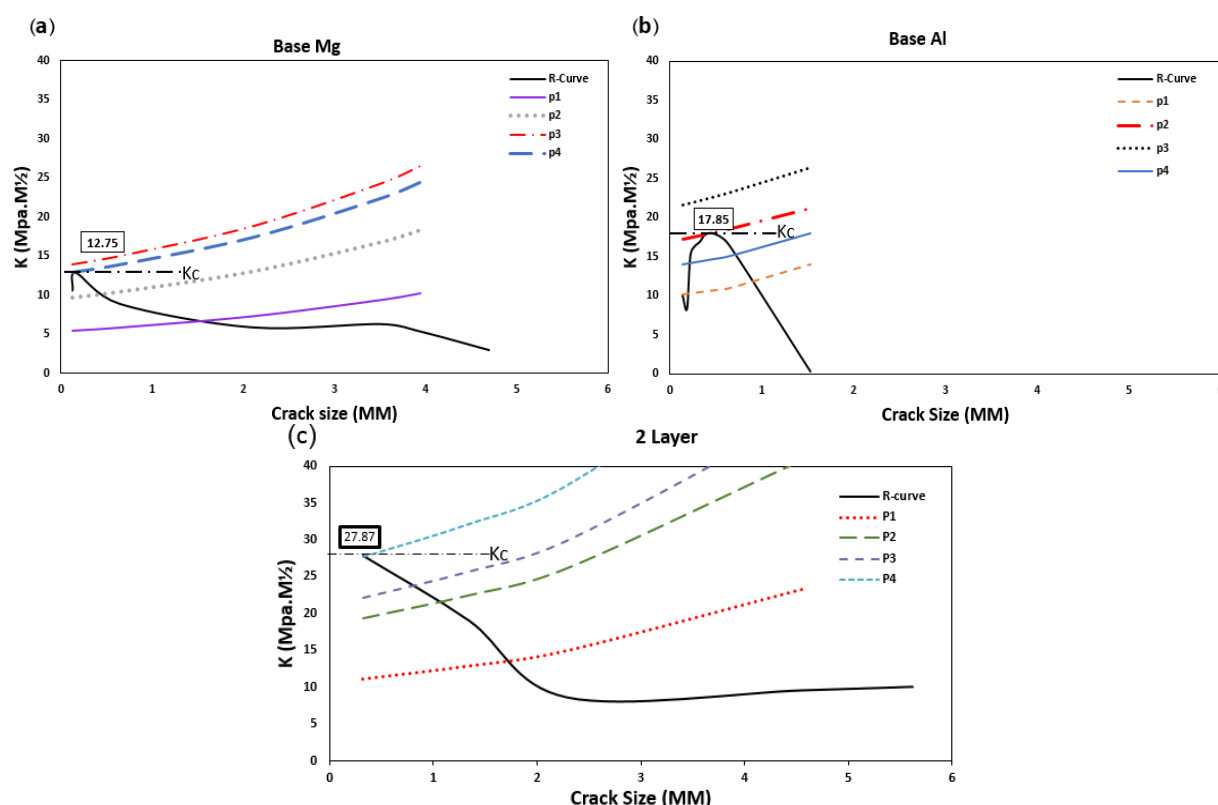 (a)
Base Mg
40
35
30
25
20
15
10
5
0
K (Mpa.M½)
R-Curve
p1
p2
p3
p4
12.75
Kc
0 1 2 3 4 5 6
Crack size (MM)
(b)
Base Al
40
35
30
25
20
15
10
5
0
K (Mpa.M½)
R-Curve
p1
p2
p3
p4
17.85
Kc
0 1 2 3 4 5 6
Crack Size (MM)
(c)
2 Layer
40
35
30
25
20
15
10
5
0
K (Mpa.M½)
R-curve
P1
P2
P3
P4
27.87
Kc
0 1 2 3 4 5 6
Crack Size (MM)